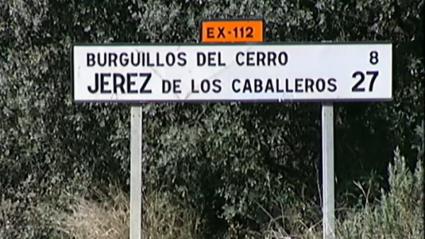 EX-112
BURGUILLOS DEL CERRO 8
JEREZ DE LOS CABALLEROS 27